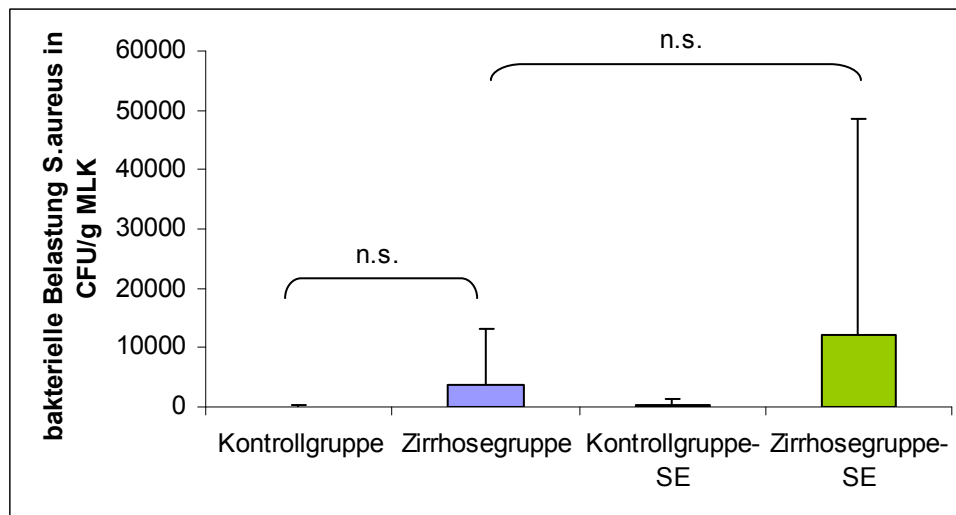 bakterielle Belastung S.aureus in
CFU/g MLK
60000
50000
40000
30000
20000
10000
0
n.s.
n.s.
Kontrollgruppe
Zirrhosegruppe
Kontrollgruppe-
SE
Zirrhosegruppe-
SE